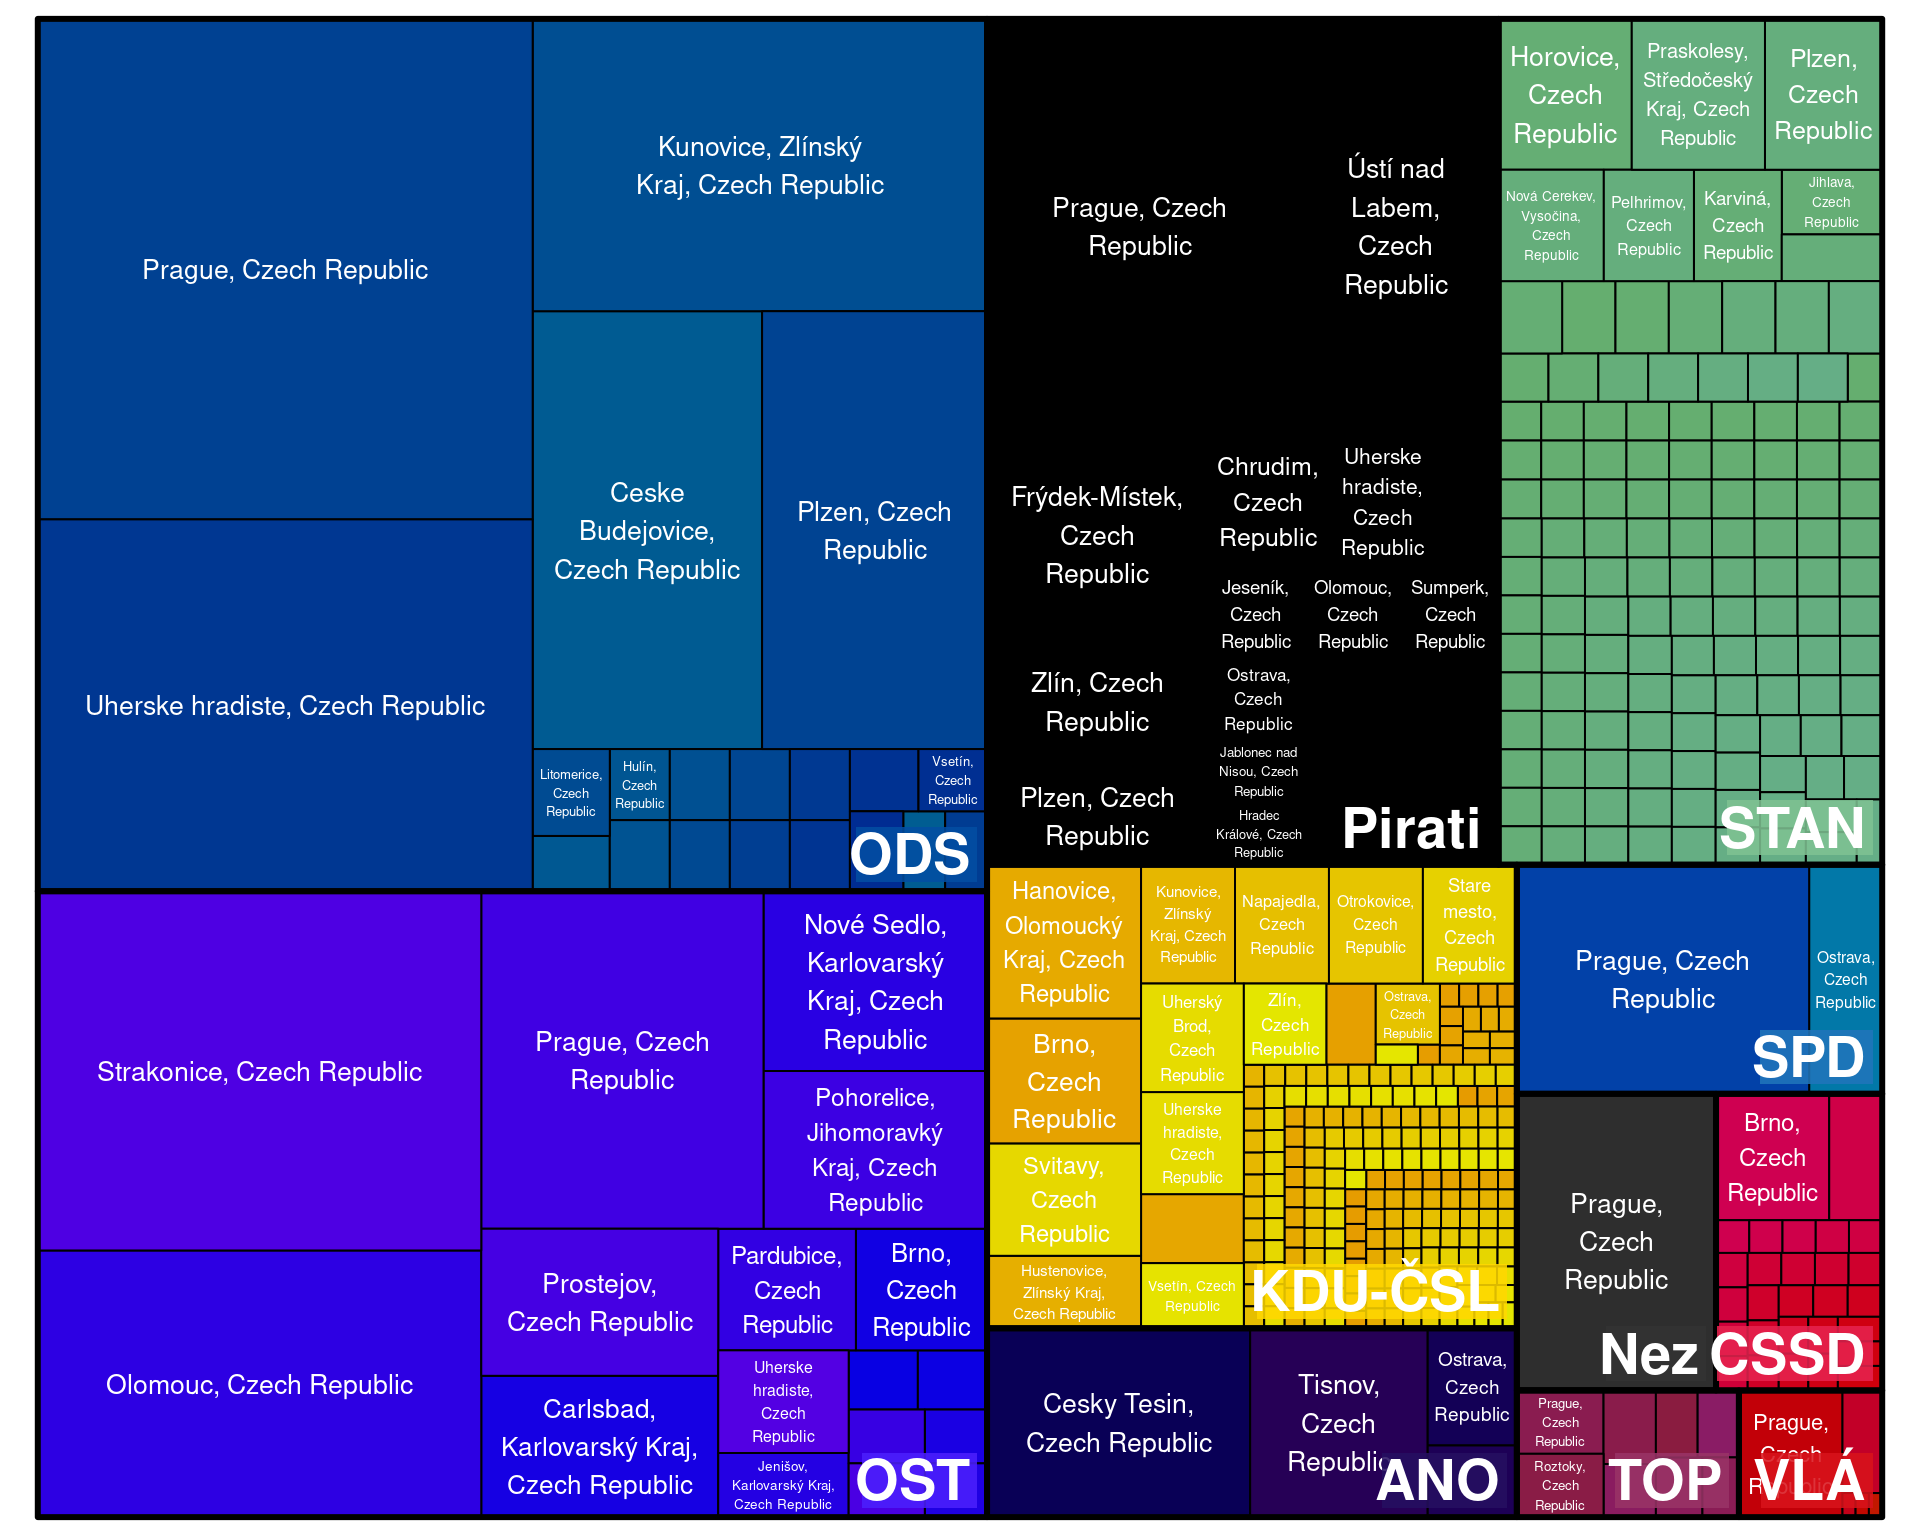 Prague, Czech Republic
Uherske hradiste, Czech Republic
Kunovice, Zlínský
Kraj, Czech Republic
Ceske
Budejovice,
Czech Republic
Plzen, Czech
Republic
Litomerice,
Czech
Republic
Hulín,
Czech
Republic
Vsetín,
Czech
Republic
ODS
Prague, Czech
Republic
Ústí nad
Labem,
Czech
Republic
Frýdek-Místek,
Czech
Republic
Chrudim,
Czech
Republic
Uherske
hradiste,
Czech
Republic
Jeseník,
Czech
Republic
Olomouc,
Czech
Republic
Sumperk,
Czech
Republic
Zlín, Czech
Republic
Ostrava,
Czech
Republic
Plzen, Czech
Republic
Jablonec nad
Nisou, Czech
Republic
Hradec
Králové, Czech
Republic
Pirati
Horovice,
Czech
Republic
Praskolesy,
Středočeský
Kraj, Czech
Republic
Plzen,
Czech
Republic
Nová Cerekev,
Vysočina,
Czech
Republic
Pelhrimov,
Czech
Republic
Karviná,
Czech
Republic
Jihlava,
Czech
Republic
STAN
Strakonice, Czech Republic
Olomouc, Czech Republic
Prague, Czech
Republic
Nové Sedlo,
Karlovarský
Kraj, Czech
Republic
Pohorelice,
Jihomoravký
Kraj, Czech
Republic
Prostejov,
Czech Republic
Carlsbad,
Karlovarský Kraj,
Czech Republic
Pardubice,
Czech
Republic
Brno,
Czech
Republic
Uherske
hradiste,
Czech
Republic
Jenišov,
Karlovarský Kraj,
Czech Republic
OST
Hanovice,
Olomoucký
Kraj, Czech
Republic
Brno,
Czech
Republic
Svitavy,
Czech
Republic
Hustenovice,
Zlínský Kraj,
Czech Republic
Kunovice,
Zlínský
Kraj, Czech
Republic
Napajedla,
Czech
Republic
Otrokovice,
Czech
Republic
Stare
mesto,
Czech
Republic
Uherský
Brod,
Czech
Republic
Zlín,
Czech
Republic
Ostrava,
Czech
Republic
Uherske
hradiste,
Czech
Republic
Vsetín, Czech
Republic
KDU-ČSL
Cesky Tesin,
Czech Republic
Tisnov,
Czech
Republic
Ostrava,
Czech
Republic
ANO
Prague, Czech
Republic
Ostrava,
Czech
Republic
SPD
Prague,
Czech
Republic
Nez
Brno,
Czech
Republic
CSSD
Prague,
Czech
Republic
Roztoky,
Czech
Republic
TOP
Prague,
Czech
Republic
VLÁ